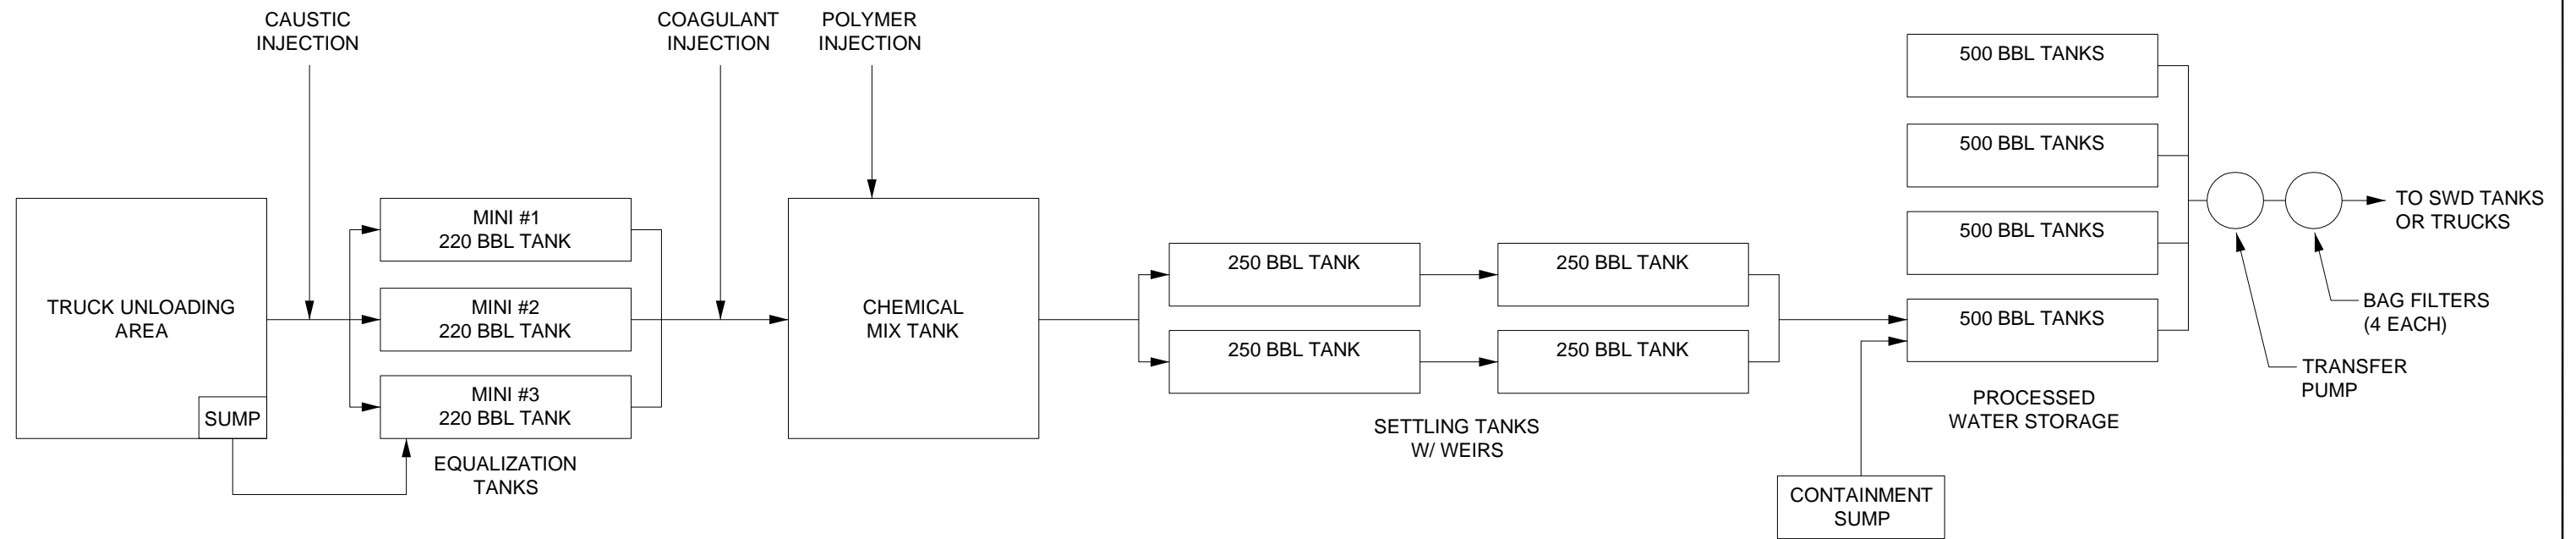 CAUSTIC
INJECTION
COAGULANT
INJECTION
POLYMER
INJECTION
TRUCK UNLOADING
AREA
SUMP
MINI #1
220 BBL TANK
MINI #2
220 BBL TANK
MINI #3
220 BBL TANK
EQUALIZATION
TANKS
CHEMICAL
MIX TANK
250 BBL TANK
250 BBL TANK
250 BBL TANK
250 BBL TANK
SETTLING TANKS
W/ WEIRS
500 BBL TANKS
500 BBL TANKS
500 BBL TANKS
500 BBL TANKS
PROCESSED
WATER STORAGE
CONTAINMENT
SUMP
TO SWD TANKS
OR TRUCKS
BAG FILTERS
(4 EACH)
TRANSFER
PUMP